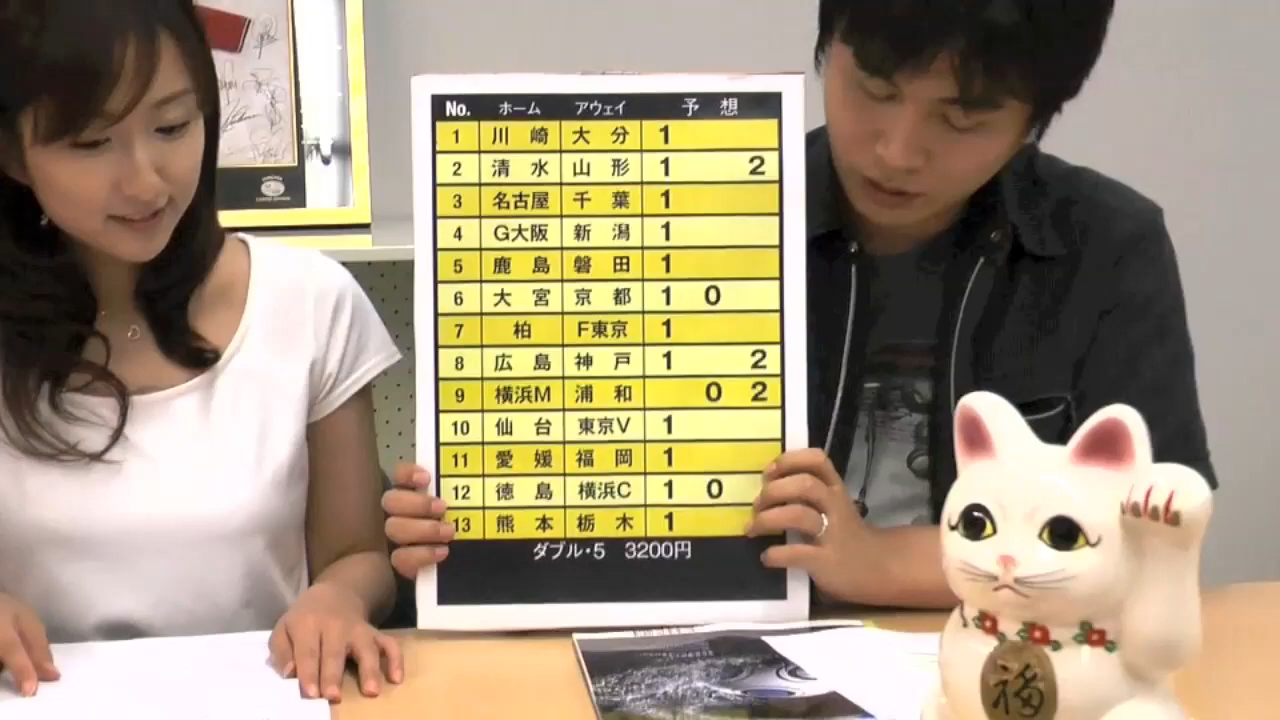 No. ホーム アウェイ 予想
1 川崎 大分 1
2 清水 山形 1 2
3 名古屋 千葉 1
4 G大阪 新潟 1
5 鹿島 磐田 1
6 大宮 京都 1 0
7 柏 F東京 1
8 広島 神戸 1 2
9 横浜M 浦和 0 2
10 仙台 東京V 1
11 愛媛 福岡 1
12 徳島 横浜C 1 0
13 熊本 栃木 1
ダブル・5 3200円
福